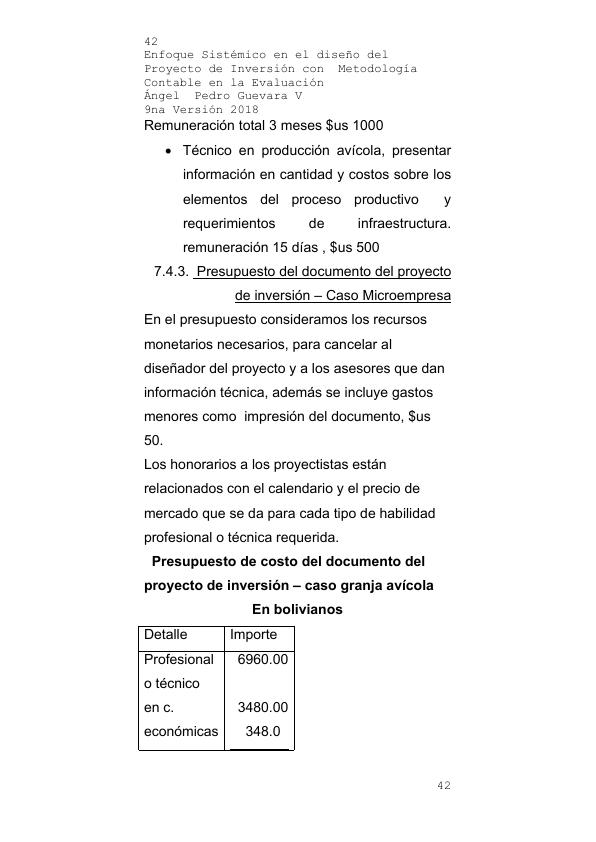 42
Enfoque Sistémico en el diseño del
Proyecto de Inversión con  Metodología
Contable en la Evaluación
Ángel  Pedro Guevara V
9na Versión 2018
Remuneración total 3 meses $us 1000
• Técnico en producción avícola, presentar
información en cantidad y costos sobre los
elementos del proceso productivo y
requerimientos de infraestructura.
remuneración 15 días , $us 500
7.4.3. Presupuesto del documento del proyecto
de inversión – Caso Microempresa
En el presupuesto consideramos los recursos
monetarios necesarios, para cancelar al
diseñador del proyecto y a los asesores que dan
información técnica, además se incluye gastos
menores como  impresión del documento, $us
50.
Los honorarios a los proyectistas están
relacionados con el calendario y el precio de
mercado que se da para cada tipo de habilidad
profesional o técnica requerida.
Presupuesto de costo del documento del
proyecto de inversión – caso granja avícola
En bolivianos
Detalle Importe
Profesional 6960.00
o técnico
en c. 3480.00
económicas 348.0
42